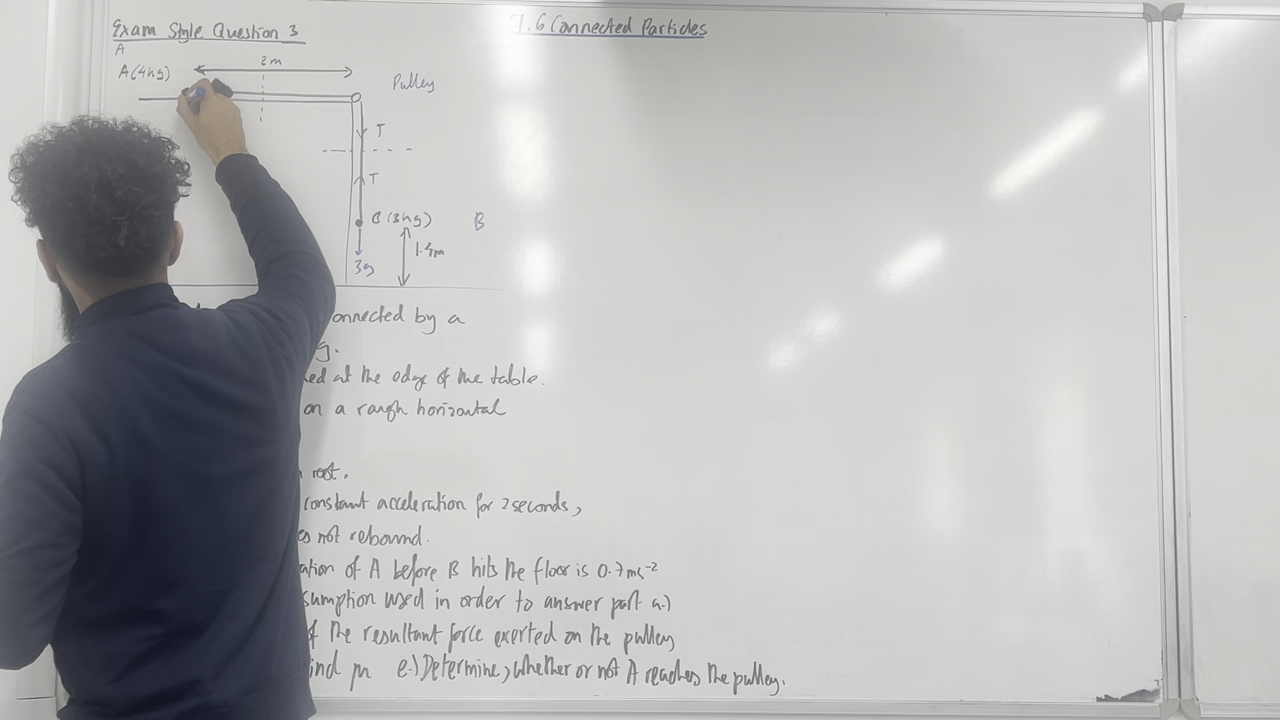 Exam Style Question 3
7.6 Connected Particles
A
2m
A(4kg)
Pulley
T
T
B (3kg)
B
1.4m
3g
onnected by a
g.
ed at the edge of the table.
on a rough horizontal
rest.
constant acceleration for 2 seconds,
es not rebound.
ation of A before B hits the floor is 0.7ms⁻²
sumption used in order to answer part a.)
f the resultant force exerted on the pulley
ind μ e.) Determine, whether or not A reaches the pulley.